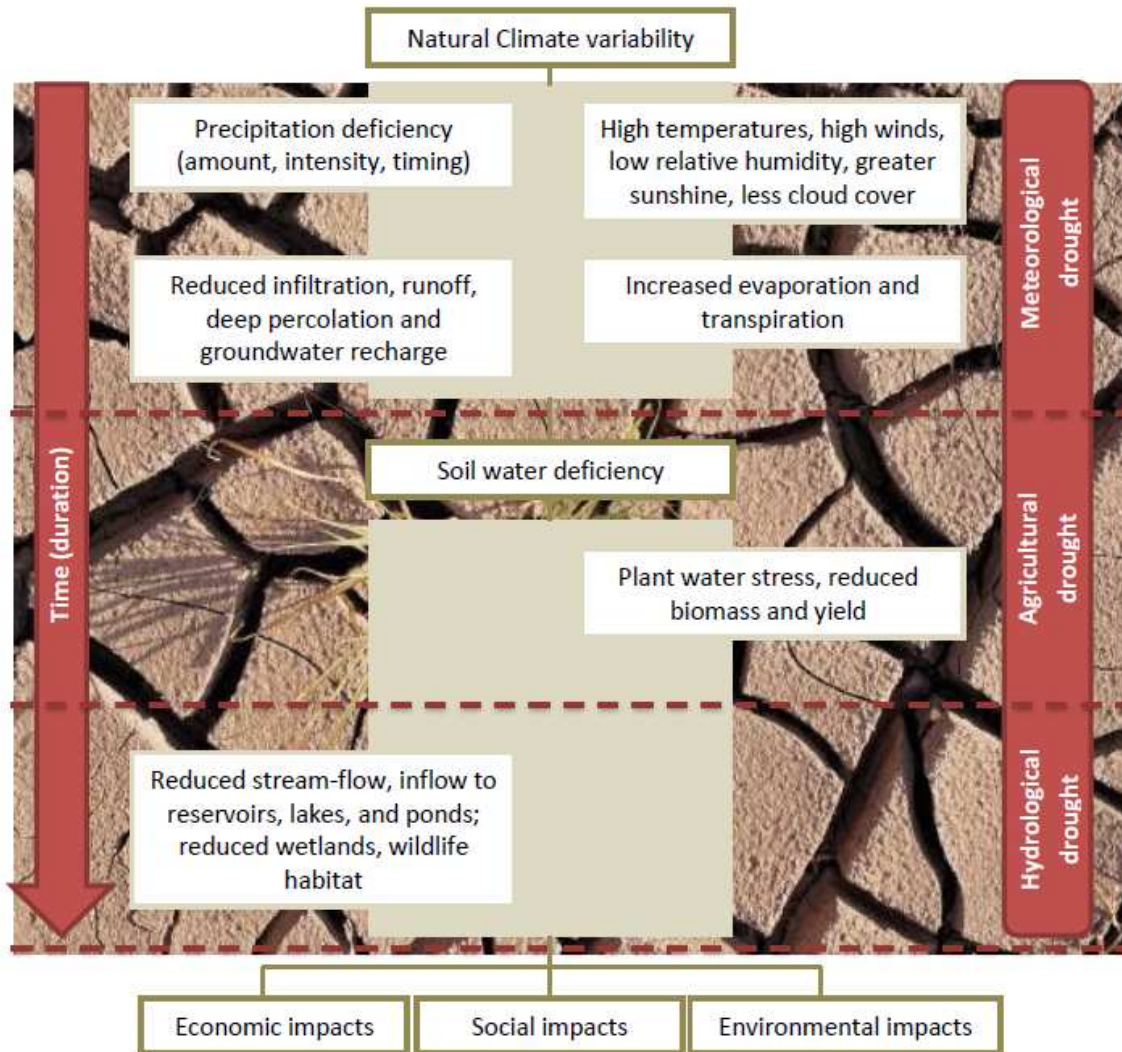 Natural Climate variability
Precipitation deficiency
(amount, intensity, timing)
High temperatures, high winds,
low relative humidity, greater
sunshine, less cloud cover
Reduced infiltration, runoff,
deep percolation and
groundwater recharge
Increased evaporation and
transpiration
Meteorological
drought
Time (duration)
Soil water deficiency
Plant water stress, reduced
biomass and yield
Agricultural
drought
Reduced stream-flow, inflow to
reservoirs, lakes, and ponds;
reduced wetlands, wildlife
habitat
Hydrological
drought
Economic impacts
Social impacts
Environmental impacts